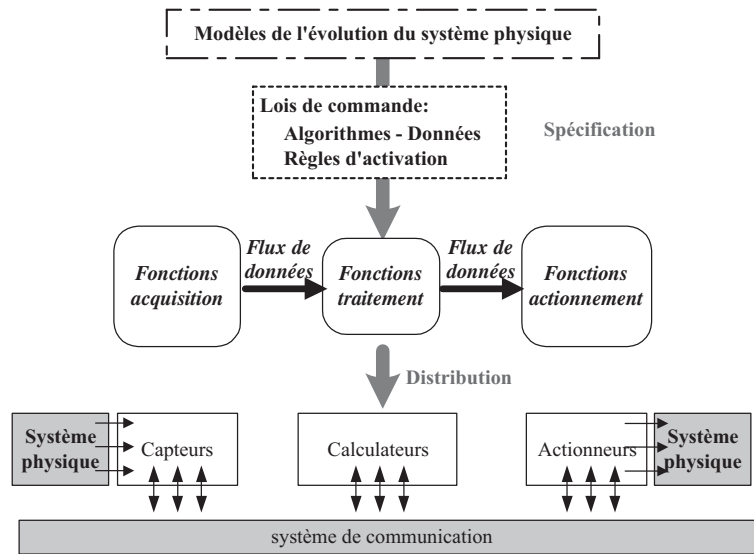 Modèles de l'évolution du système physique
Lois de commande:
Algorithmes - Données
Règles d'activation
Spécification
Fonctions
acquisition
Flux de
données
Fonctions
traitement
Flux de
données
Fonctions
actionnement
Distribution
Système
physique
Capteurs
Calculateurs
Actionneurs
Système
physique
système de communication